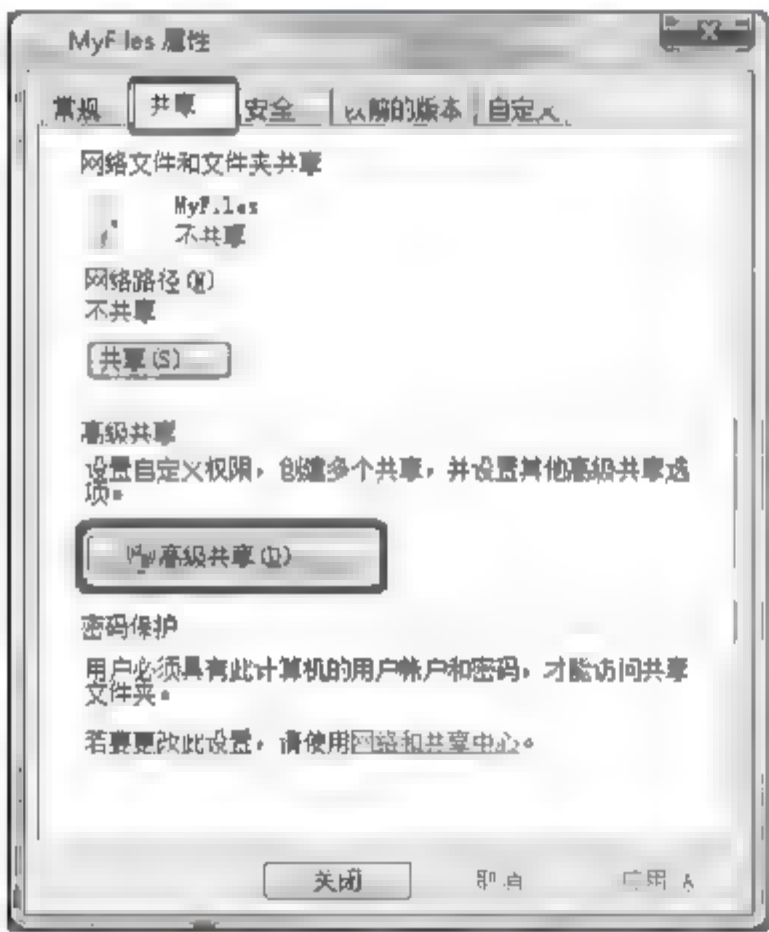 MyFiles 属性
常规 共享 安全 以前的版本 自定义
网络文件和文件夹共享
MyFiles
不共享
网络路径(N)
不共享
共享(S)
高级共享
设置自定义权限，创建多个共享，并设置其他高级共享选
项。
高级共享(D)
密码保护
用户必须具有此计算机的用户帐户和密码，才能访问共享
文件夹。
若要更改此设置，请使用网络和共享中心。
关闭 取消 应用(A)